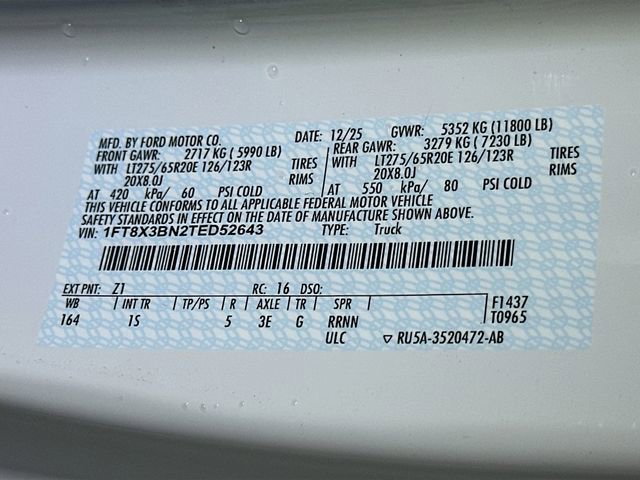 MFD. BY FORD MOTOR CO. DATE: 12/25 GVWR: 5352 KG (11800 LB)
FRONT GAWR: 2717 KG (5990 LB) REAR GAWR: 3279 KG (7230 LB)
WITH LT275/65R20E 126/123R TIRES WITH LT275/65R20E 126/123R TIRES
20X8.0J RIMS 20X8.0J RIMS
AT 420 kPa/ 60 PSI COLD AT 550 kPa/ 80 PSI COLD
THIS VEHICLE CONFORMS TO ALL APPLICABLE FEDERAL MOTOR VEHICLE
SAFETY STANDARDS IN EFFECT ON THE DATE OF MANUFACTURE SHOWN ABOVE.
VIN: 1FT8X3BN2TED52643 TYPE: Truck
EXT PNT: Z1 RC: 16 DSO:
WB INT TR TP/PS R AXLE TR SPR F1437
164 1S 5 3E G RRNN T0965
ULC ▽ RU5A-3520472-AB